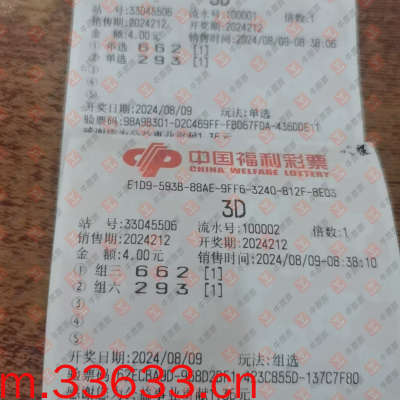 3D
站 号:33045506 流水号:100001 倍数:1
销售期:2024212 开奖期:2024212
金 额:4.00元 销售时间:2024/08/09-08:38:06
① 单选 6 6 2 [1]
② 单选 2 9 3 [1]
③
④
⑤
开奖日期:2024/08/09 玩法:单选
中国福利彩票
CHINA WELFARE LOTTERY
E1D9-593B-88AE-9FF6-3240-812F-8E03
3D
站 号:33045506 流水号:100002 倍数:1
销售期:2024212 开奖期:2024212
金 额:4.00元 销售时间:2024/08/09-08:38:10
① 组三 6 6 2 [1]
② 组六 2 9 3 [1]
③
④
⑤
开奖日期:2024/08/09 玩法:组选
m.33633.cn